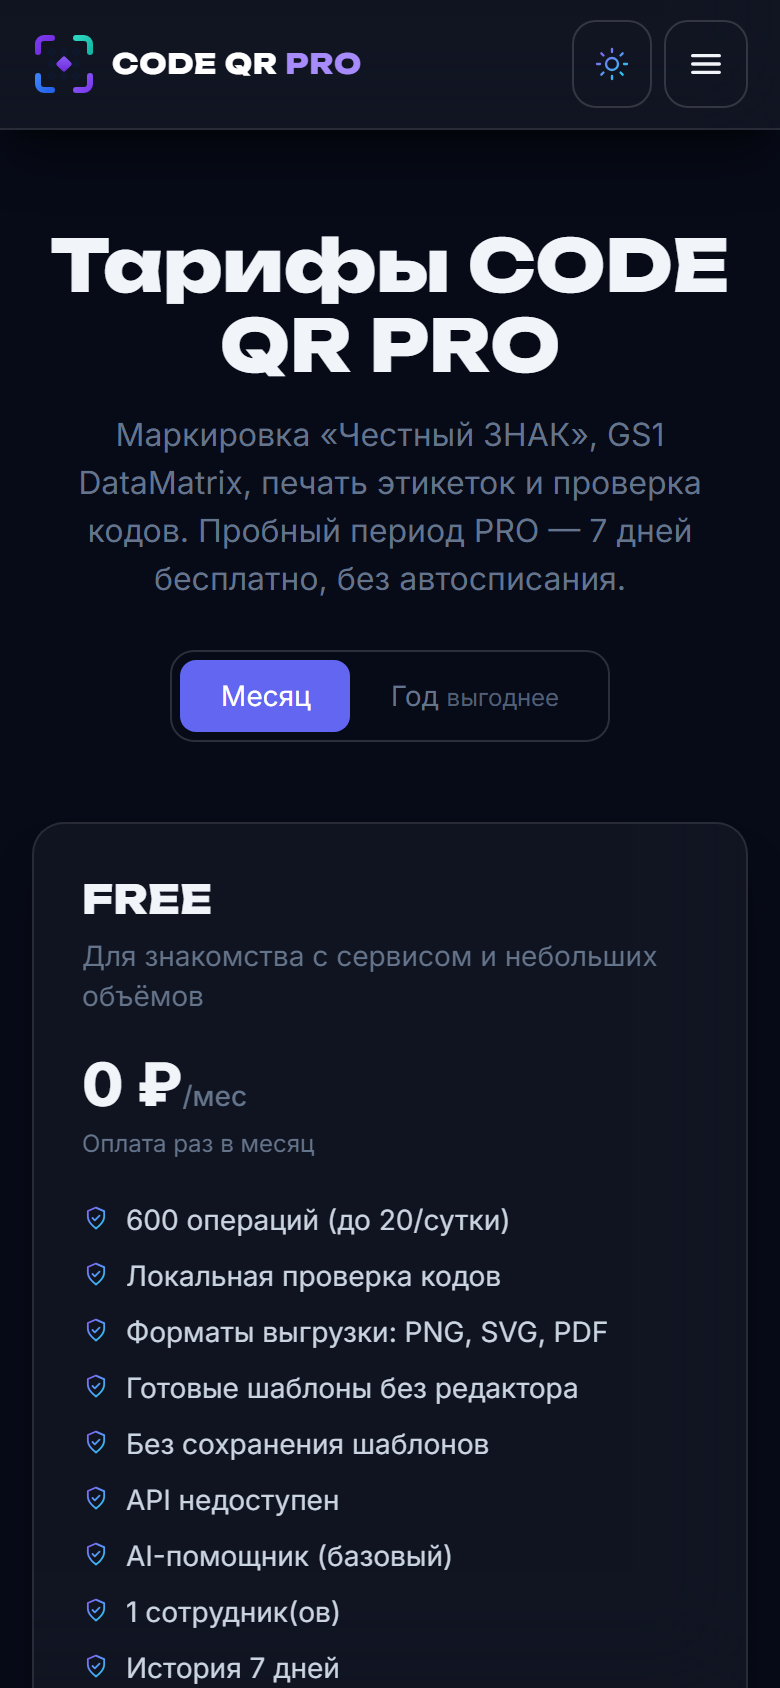 CODE QR PRO
Тарифы CODE
QR PRO
Маркировка «Честный ЗНАК», GS1
DataMatrix, печать этикеток и проверка
кодов. Пробный период PRO — 7 дней
бесплатно, без автосписания.
Месяц
Год выгоднее
FREE
Для знакомства с сервисом и небольших
объёмов
0 ₽/мес
Оплата раз в месяц
600 операций (до 20/сутки)
Локальная проверка кодов
Форматы выгрузки: PNG, SVG, PDF
Готовые шаблоны без редактора
Без сохранения шаблонов
API недоступен
AI-помощник (базовый)
1 сотрудник(ов)
История 7 дней